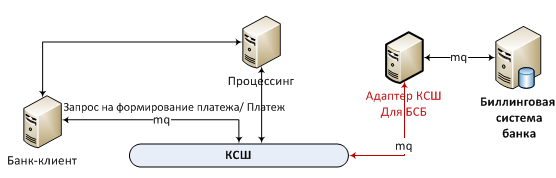 Процессинг
Запрос на формирование платежа/ Платеж
mq
Банк-клиент
КСШ
Адаптер КСШ
Для БСБ
mq
mq
Биллинговая
система
банка